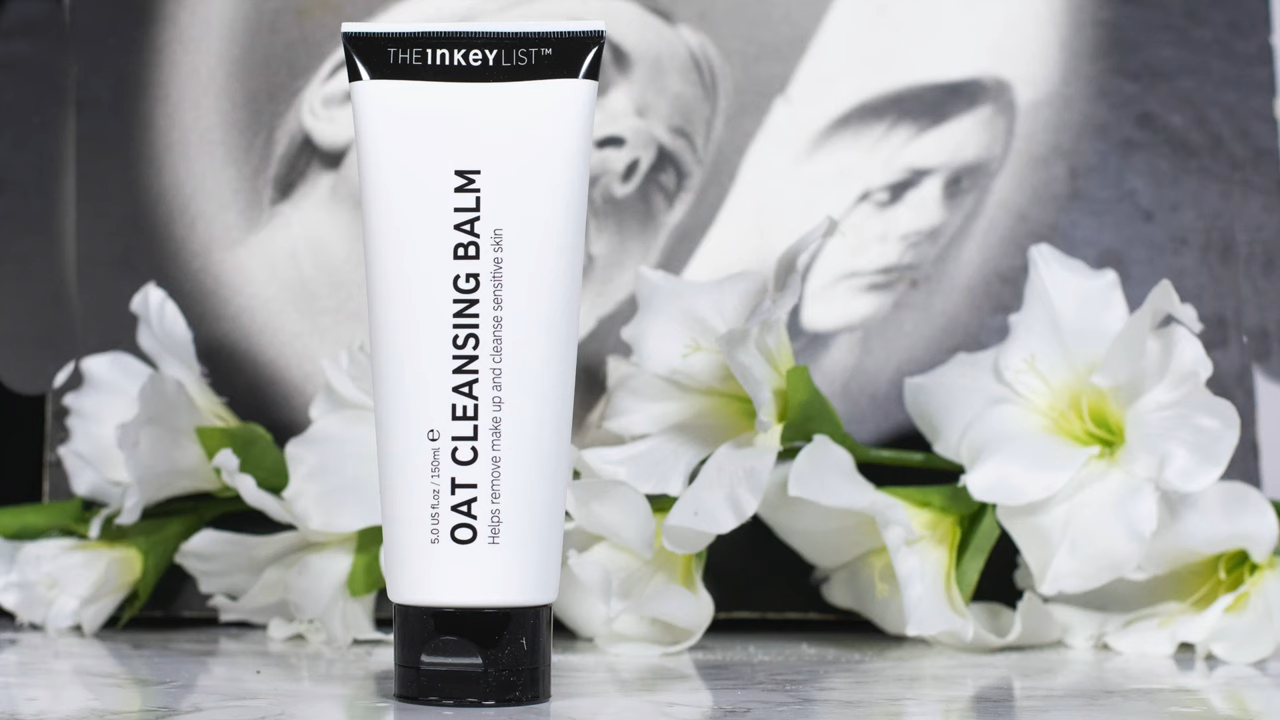 THE INKEY LIST™
5.0 US fl.oz / 150ml ℮
OAT CLEANSING BALM
Helps remove make up and cleanse sensitive skin